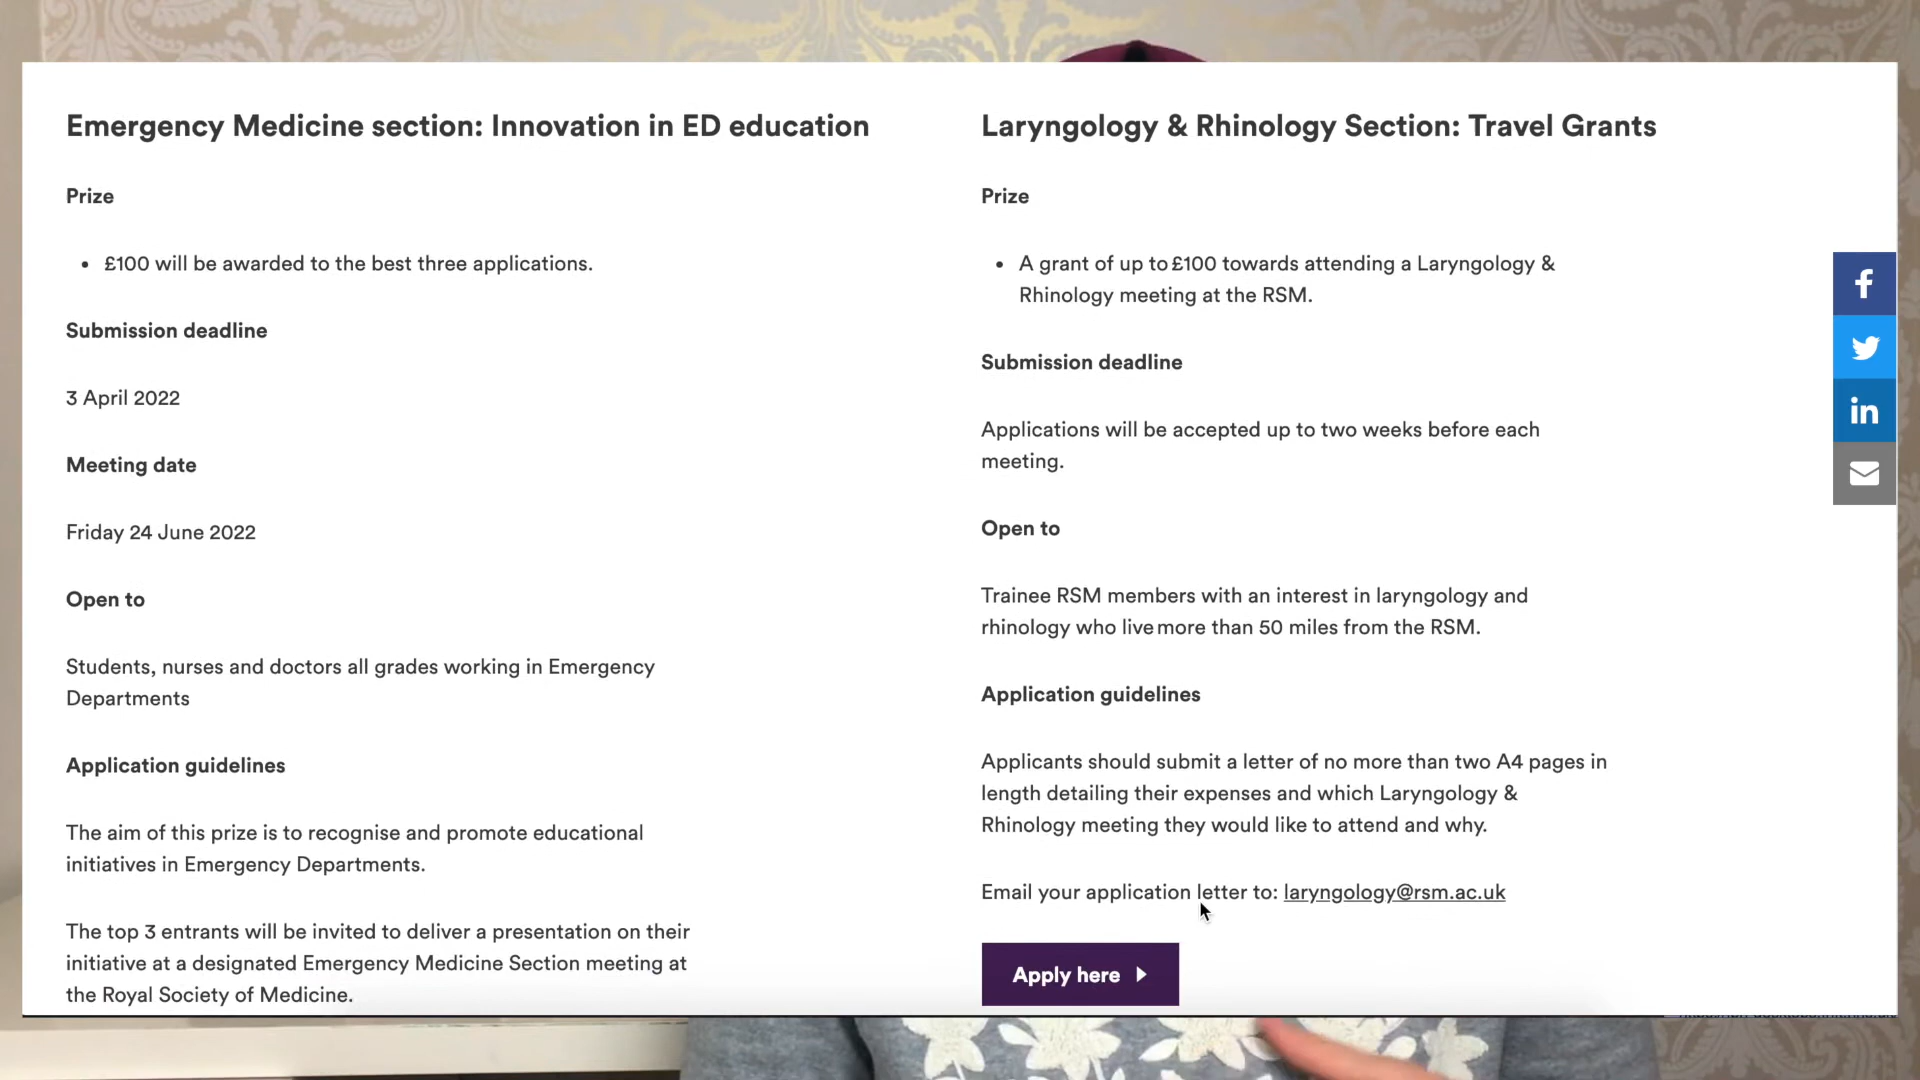 Emergency Medicine section: Innovation in ED education
Prize
• £100 will be awarded to the best three applications.
Submission deadline
3 April 2022
Meeting date
Friday 24 June 2022
Open to
Students, nurses and doctors all grades working in Emergency
Departments
Application guidelines
The aim of this prize is to recognise and promote educational
initiatives in Emergency Departments.
The top 3 entrants will be invited to deliver a presentation on their
initiative at a designated Emergency Medicine Section meeting at
the Royal Society of Medicine.
Laryngology & Rhinology Section: Travel Grants
Prize
• A grant of up to £100 towards attending a Laryngology &
Rhinology meeting at the RSM.
Submission deadline
Applications will be accepted up to two weeks before each
meeting.
Open to
Trainee RSM members with an interest in laryngology and
rhinology who live more than 50 miles from the RSM.
Application guidelines
Applicants should submit a letter of no more than two A4 pages in
length detailing their expenses and which Laryngology &
Rhinology meeting they would like to attend and why.
Email your application letter to: laryngology@rsm.ac.uk
Apply here
f
in